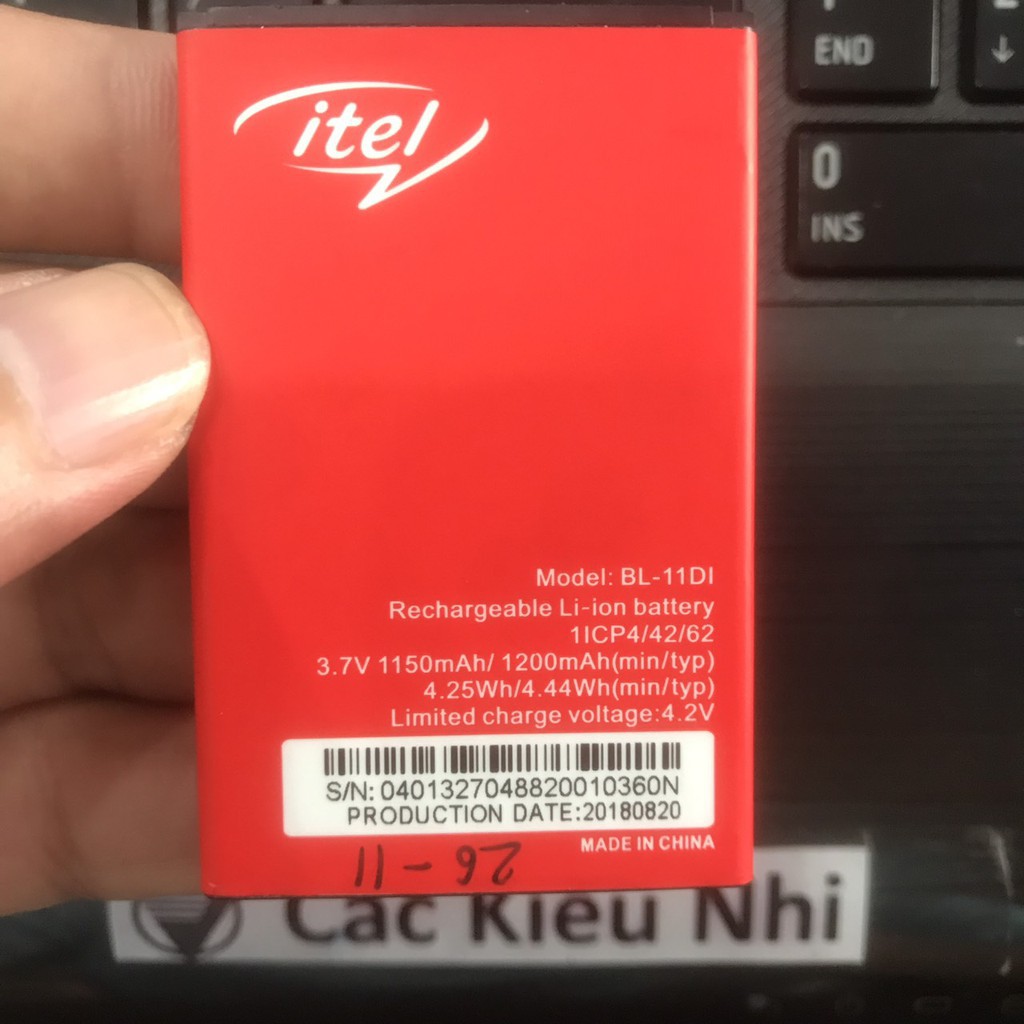 END
↓
0
INS
itel
Model: BL-11DI
Rechargeable Li-ion battery
1ICP4/42/62
3.7V 1150mAh/ 1200mAh(min/typ)
4.25Wh/4.44Wh(min/typ)
Limited charge voltage:4.2V
S/N: 0401327048820010360N
PRODUCTION DATE:20180820
MADE IN CHINA
26-11
Các Kiều Nhi